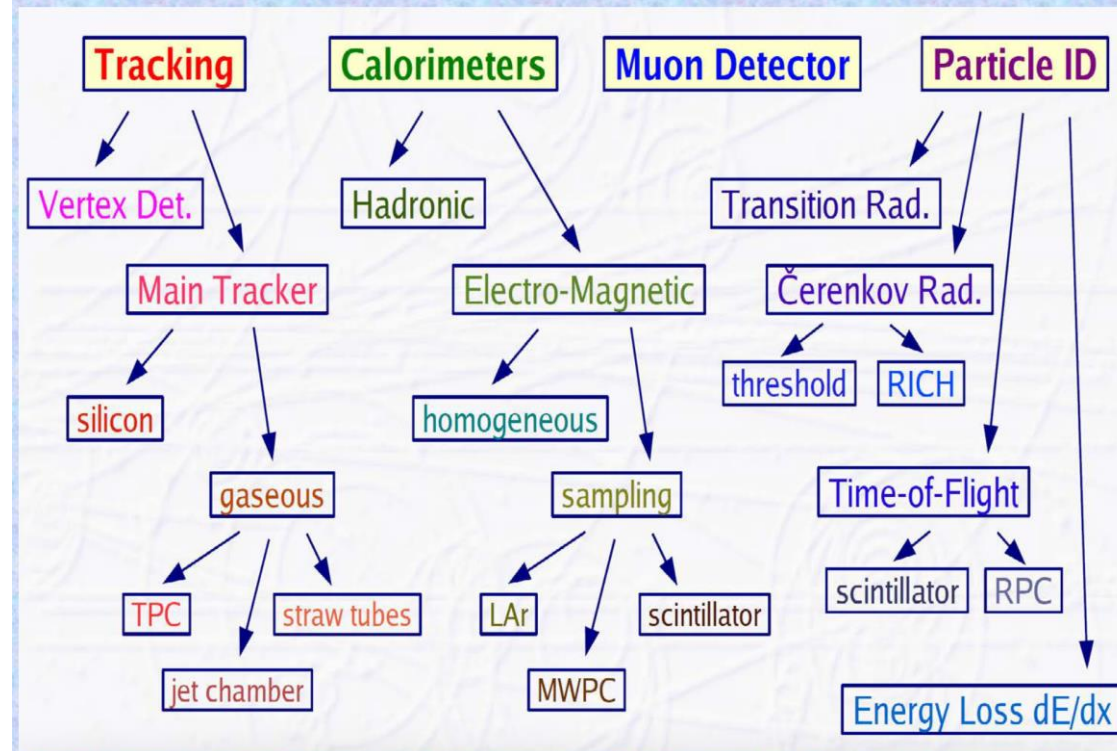 Tracking
Calorimeters
Muon Detector
Particle ID
Vertex Det.
Hadronic
Transition Rad.
Main Tracker
Electro-Magnetic
Čerenkov Rad.
threshold
RICH
silicon
homogeneous
gaseous
sampling
Time-of-Flight
scintillator
RPC
TPC
straw tubes
LAr
scintillator
jet chamber
MWPC
Energy Loss dE/dx